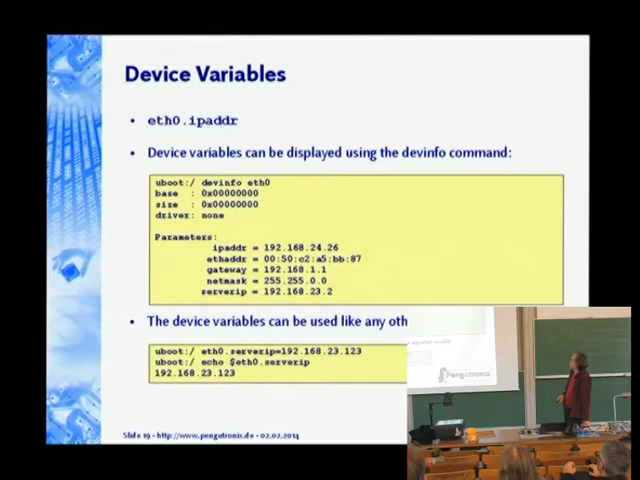 Device Variables
• eth0.ipaddr
• Device variables can be displayed using the devinfo command:
uboot:/ devinfo eth0
base : 0x00000000
size : 0x00000000
driver: none
Parameters:
ipaddr = 192.168.24.26
ethaddr = 00:50:c2:a5:bb:87
gateway = 192.168.1.1
netmask = 255.255.0.0
serverip = 192.168.23.2
• The device variables can be used like any oth
uboot:/ eth0.serverip=192.168.23.123
uboot:/ echo $eth0.serverip
192.168.23.123
any other variable
Pengutronix
Slide 19 - http://www.pengutronix.de - 02.02.2014